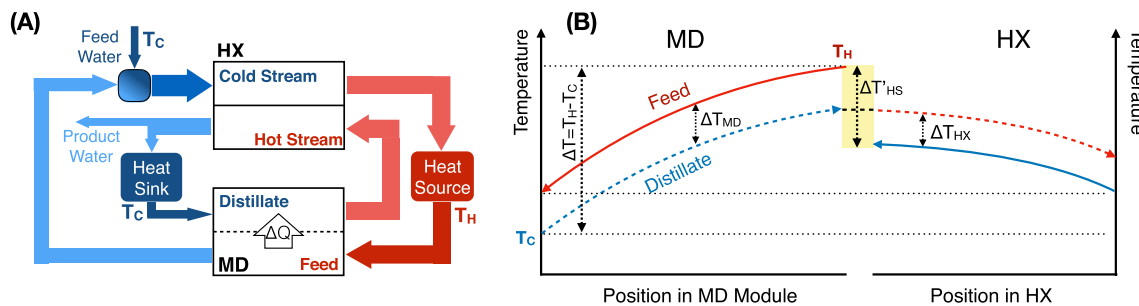 (A)
Feed
Water
TC
HX
Cold Stream
Hot Stream
Product
Water
Heat
Sink
TC
Heat
Source
TH
Distillate
ΔQ
MD
Feed
(B)
MD
HX
Temperature
Temperature
TH
Feed
ΔT=TH-TC
ΔTMD
Distillate
ΔT'HS
ΔTHX
TC
Position in MD Module
Position in HX